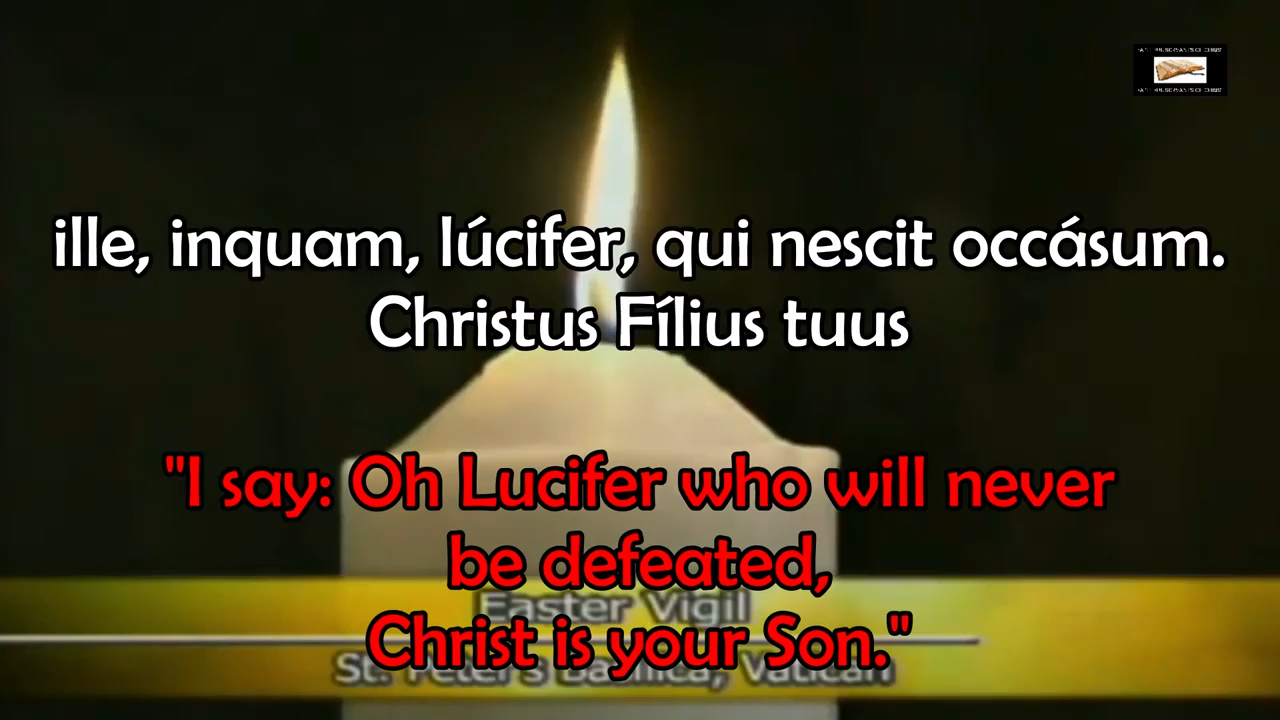 ille, inquam, lúcifer, qui nescit occásum.
Christus Fílius tuus
"I say: Oh Lucifer who will never
be defeated,
Easter Vigil
Christ is your Son."
St. Peter's Basilica, Vatican